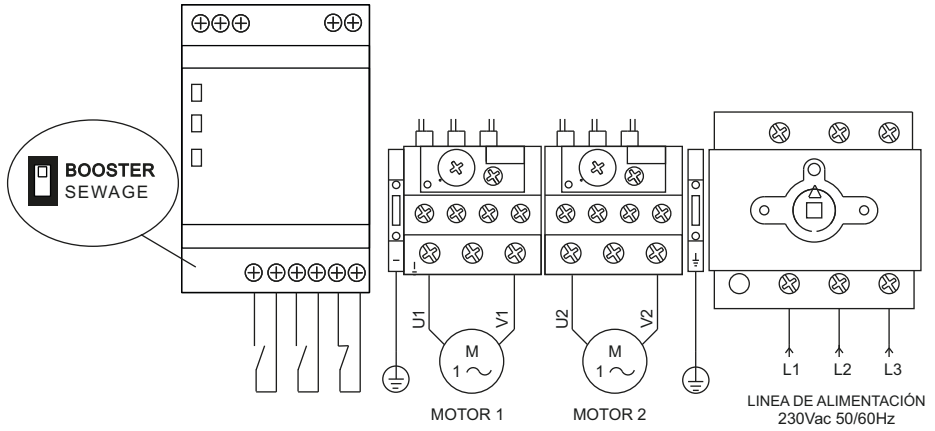 BOOSTER
SEWAGE
U1
V1
U2
V2
M
1
M
1
L1
L2
L3
MOTOR 1
MOTOR 2
LINEA DE ALIMENTACIÓN
230Vac 50/60Hz